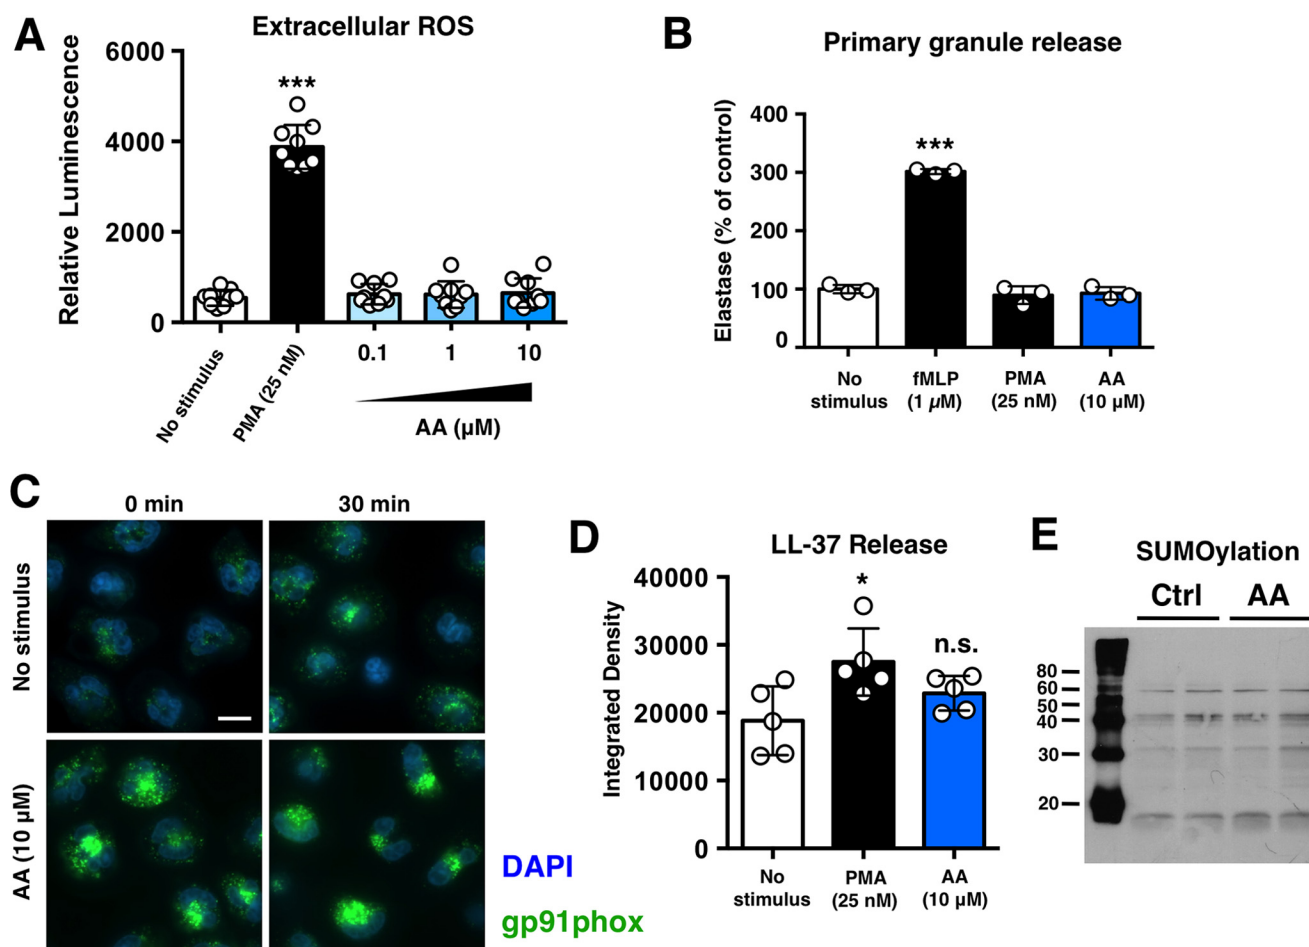 A
Extracellular ROS
Relative Luminescence
6000
4000
2000
0
***
No stimulus
PMA (25 nM)
0.1
1
10
AA (µM)
B
Primary granule release
Elastase (% of control)
400
300
200
100
0
***
No
stimulus
fMLP
(1 µM)
PMA
(25 nM)
AA
(10 µM)
C
0 min
30 min
No stimulus
AA (10 µM)
DAPI
gp91phox
D
LL-37 Release
Integrated Density
40000
30000
20000
10000
0
*
n.s.
No
stimulus
PMA
(25 nM)
AA
(10 µM)
E
SUMOylation
Ctrl
AA
80
60
50
40
30
20